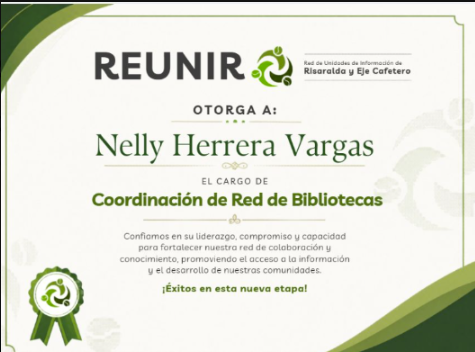 REUNIR
Red de Unidades de Información de
Risaralda y Eje Cafetero
OTORGA A:
Nelly Herrera Vargas
EL CARGO DE
Coordinación de Red de Bibliotecas
Confiamos en su liderazgo, compromiso y capacidad
para fortalecer nuestra red de colaboración y
conocimiento, promoviendo el acceso a la información
y el desarrollo de nuestras comunidades.
¡Éxitos en esta nueva etapa!